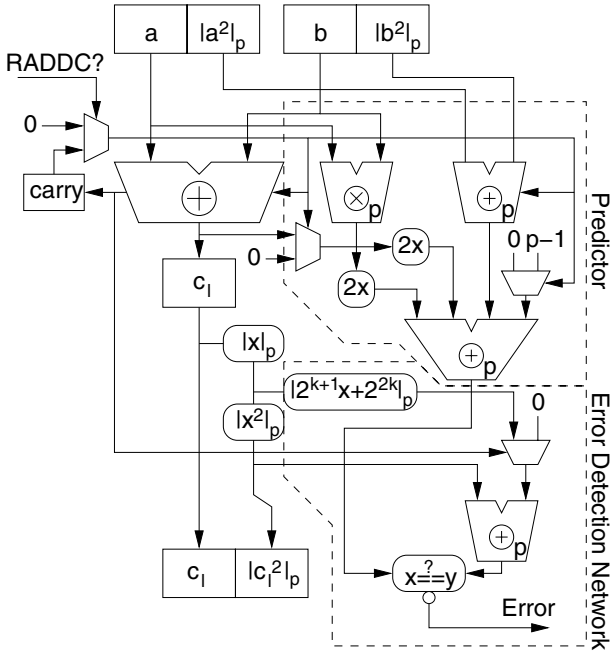 a |a²|ₚ b |b²|ₚ
RADDC?
0
carry
+ × p +
Predictor
0 p−1
0 2x
2x
cₗ
|x|ₚ + p
|2ᵏ⁺¹x+2²ᵏ|ₚ 0
|x²|ₚ
Error Detection Network
+ p
cₗ |cₗ²|ₚ
x==y
?
Error